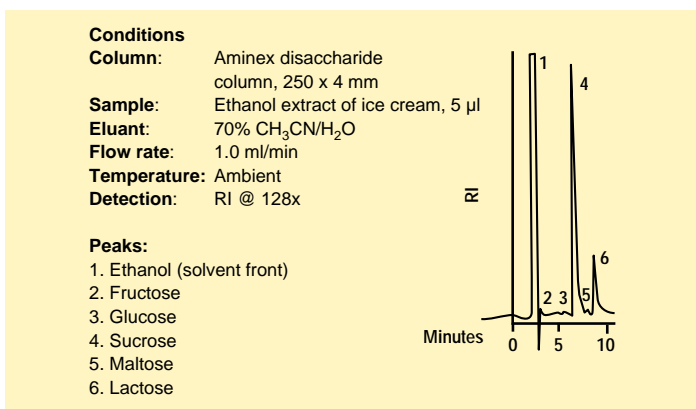 Conditions
Column: Aminex disaccharide
column, 250 x 4 mm
Sample: Ethanol extract of ice cream, 5 µl
Eluant: 70% CH₃CN/H₂O
Flow rate: 1.0 ml/min
Temperature: Ambient
Detection: RI @ 128x
Peaks:
1. Ethanol (solvent front)
2. Fructose
3. Glucose
4. Sucrose
5. Maltose
6. Lactose
1
4
RI
6
2 3 5
Minutes 0 5 10